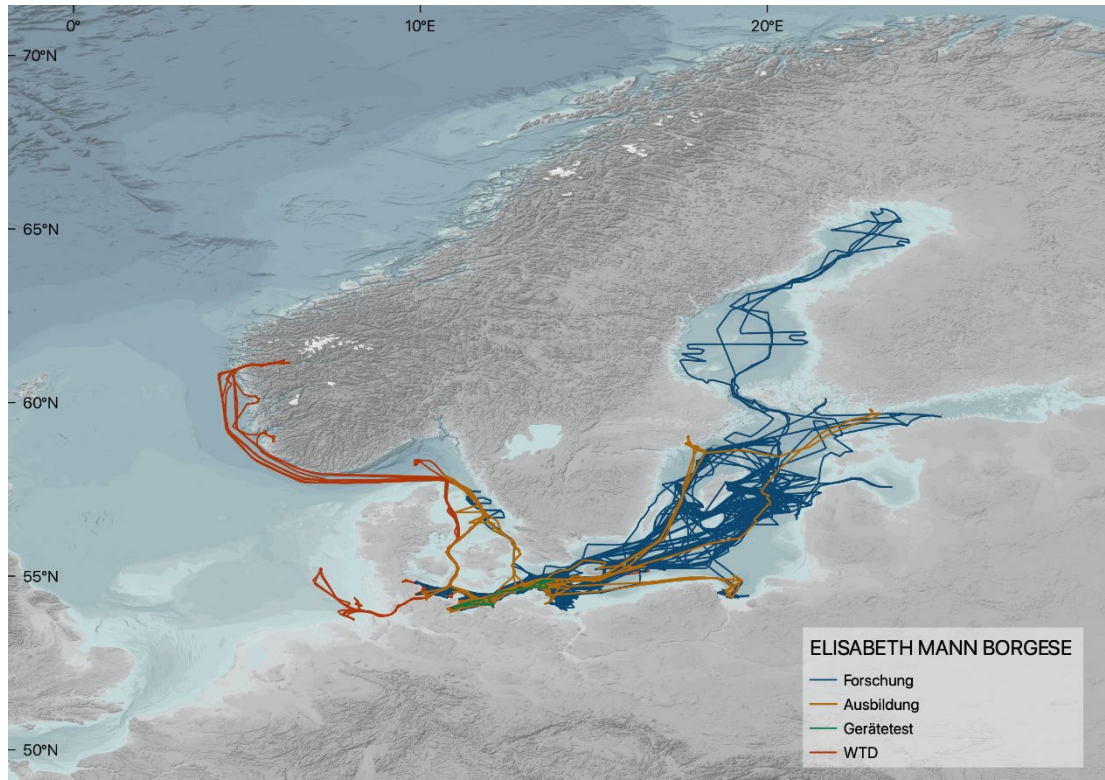 0° 10°E 20°E
70°N
65°N
60°N
55°N
50°N
ELISABETH MANN BORGESE
Forschung
Ausbildung
Gerätetest
WTD